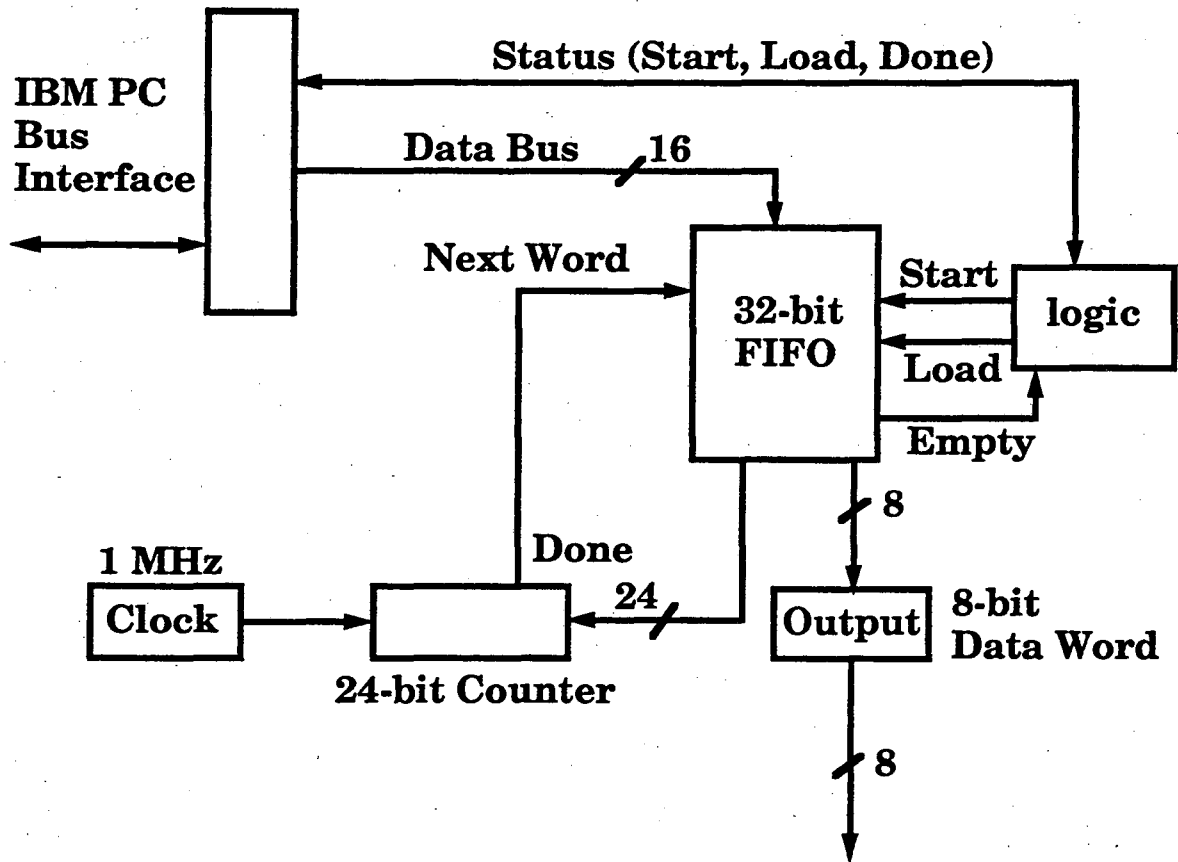 Status (Start, Load, Done)
IBM PC
Bus
Interface
Data Bus
16
Next Word
Start
logic
32-bit
FIFO
Load
Empty
8
Done
1 MHz
24
Clock
Output
8-bit
Data Word
24-bit Counter
8